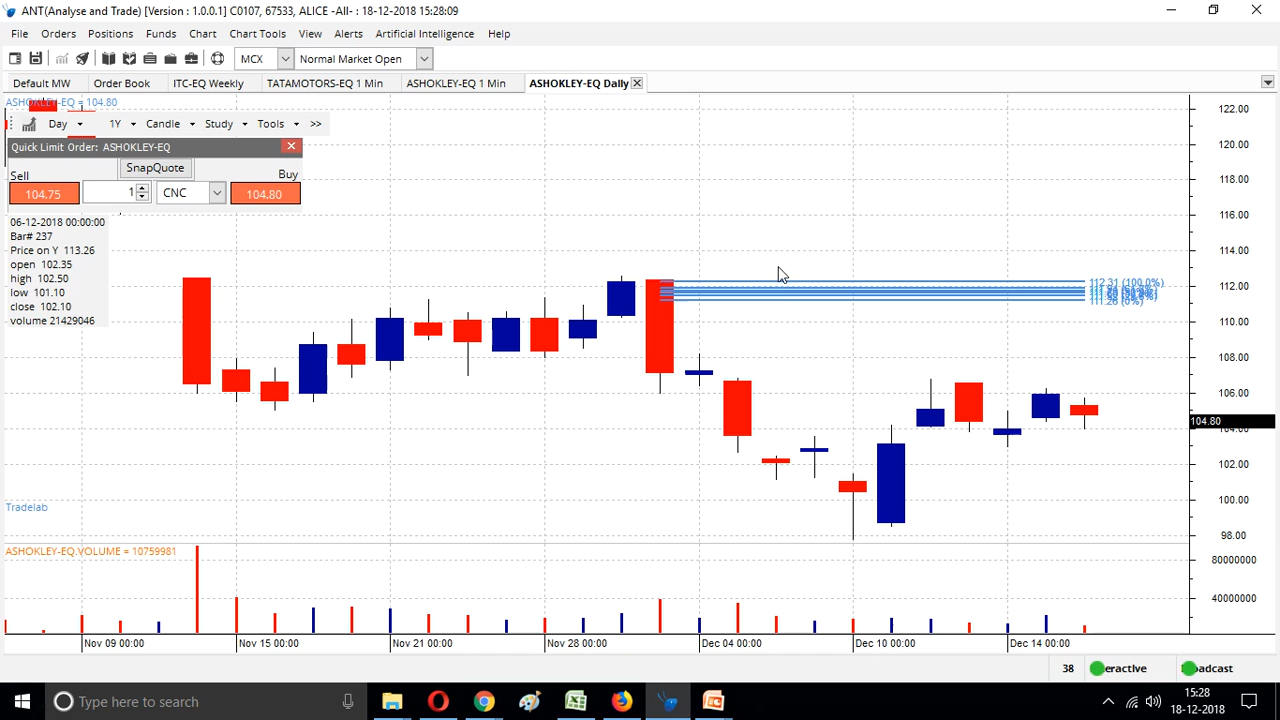 ANT(Analyse and Trade) [Version : 1.0.0.1] C0107, 67533, ALICE -All- : 18-12-2018 15:28:09
File Orders Positions Funds Chart Chart Tools View Alerts Artificial Intelligence Help
MCX Normal Market Open
Default MW Order Book ITC-EQ Weekly TATAMOTORS-EQ 1 Min ASHOKLEY-EQ 1 Min ASHOKLEY-EQ Daily
ASHOKLEY-EQ = 104.80
Day 1Y Candle Study Tools >>
Quick Limit Order: ASHOKLEY-EQ
SnapQuote
Sell Buy
104.75 1 CNC 104.80
06-12-2018 00:00:00
Bar# 237
Price on Y 113.26
open 102.35
high 102.50
low 101.10
close 102.10
volume 21429046
122.00
120.00
118.00
116.00
114.00
112.31 (100.0%)
112.00
110.00
108.00
106.00
104.80
104.00
102.00
100.00
98.00
Tradelab
ASHOKLEY-EQ.VOLUME = 10759981
80000000
40000000
Nov 09 00:00 Nov 15 00:00 Nov 21 00:00 Nov 28 00:00 Dec 04 00:00 Dec 10 00:00 Dec 14 00:00
38 eractive oadcast
Type here to search
15:28
18-12-2018